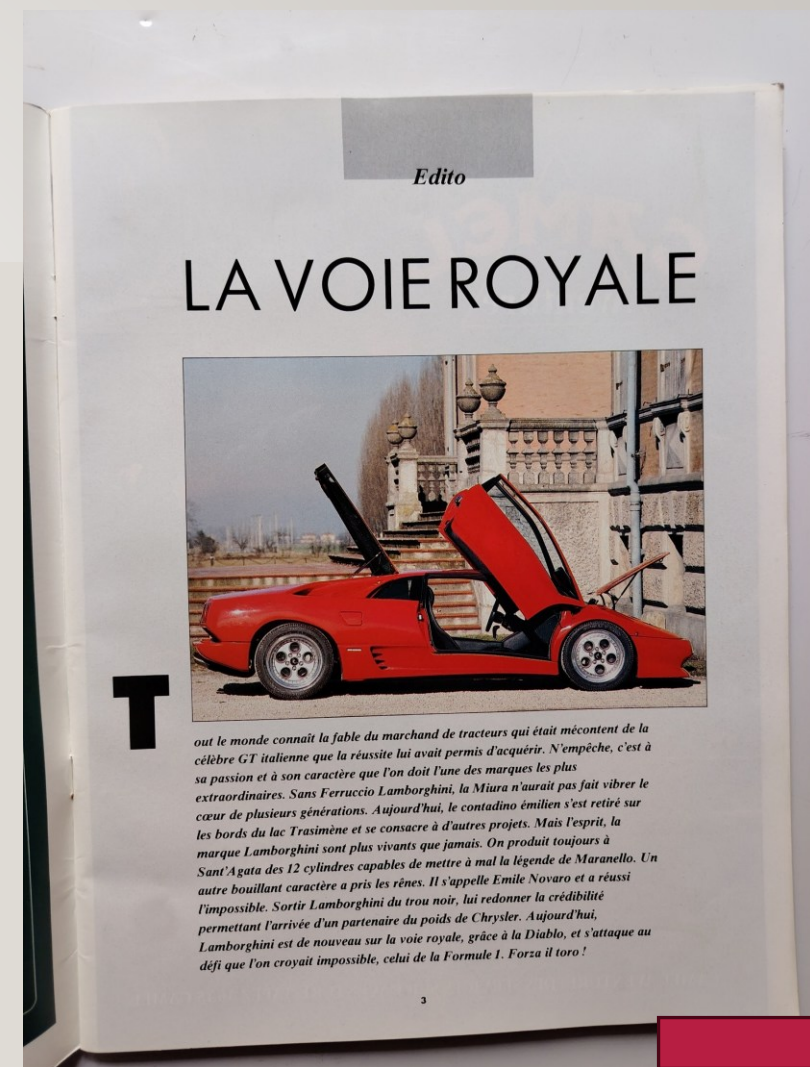 Edito
LA VOIE ROYALE
Tout le monde connaît la fable du marchand de tracteurs qui était mécontent de la
célèbre GT italienne que la réussite lui avait permis d'acquérir. N'empêche, c'est à
sa passion et à son caractère que l'on doit l'une des marques les plus
extraordinaires. Sans Ferruccio Lamborghini, la Miura n'aurait pas fait vibrer le
cœur de plusieurs générations. Aujourd'hui, le contadino émilien s'est retiré sur
les bords du lac Trasimène et se consacre à d'autres projets. Mais l'esprit, la
marque Lamborghini sont plus vivants que jamais. On produit toujours à
Sant'Agata des 12 cylindres capables de mettre à mal la légende de Maranello. Un
autre bouillant caractère a pris les rênes. Il s'appelle Emile Novaro et a réussi
l'impossible. Sortir Lamborghini du trou noir, lui redonner la crédibilité
permettant l'arrivée d'un partenaire du poids de Chrysler. Aujourd'hui,
Lamborghini est de nouveau sur la voie royale, grâce à la Diablo, et s'attaque au
défi que l'on croyait impossible, celui de la Formule 1. Forza il toro !
3